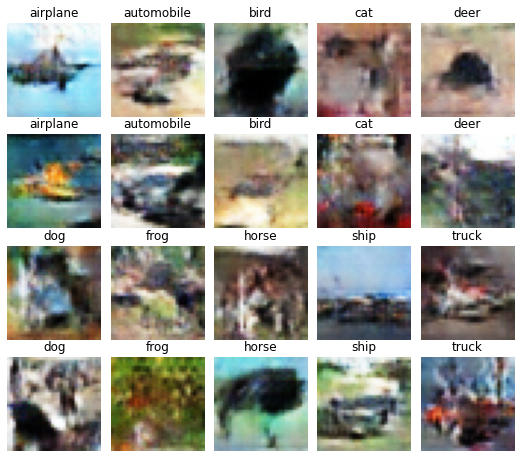 airplane automobile bird cat deer
airplane automobile bird cat deer
dog frog horse ship truck
dog frog horse ship truck